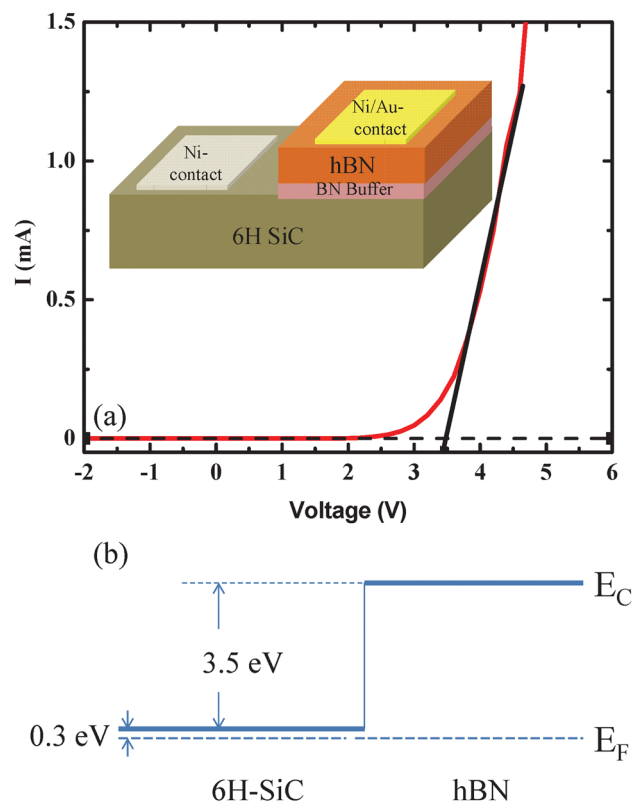 1.5
1.0
0.5
0
I (mA)
Ni-
contact
Ni/Au-
contact
hBN
BN Buffer
6H SiC
(a)
-2 -1 0 1 2 3 4 5 6
Voltage (V)
(b)
E_C
3.5 eV
0.3 eV
E_F
6H-SiC hBN